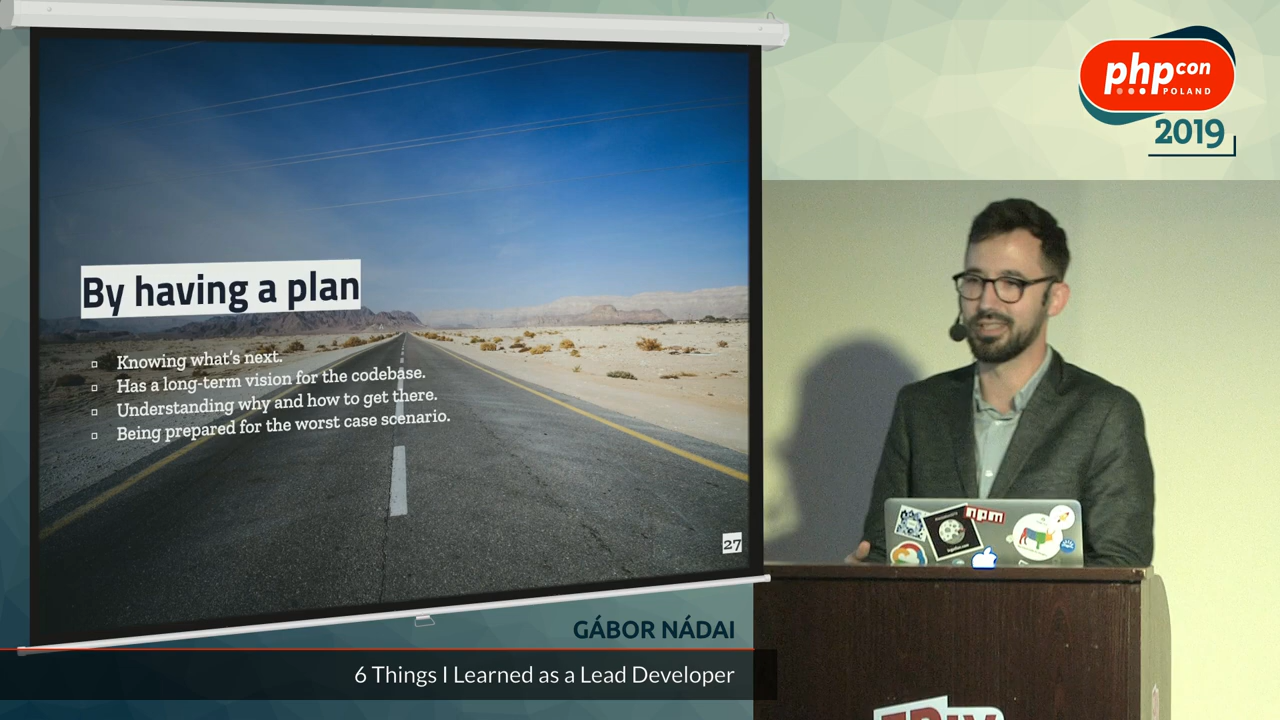 By having a plan
Knowing what's next.
Has a long-term vision for the codebase.
Understanding why and how to get there.
Being prepared for the worst case scenario.
27
phpcon
POLAND
2019
npm
GÁBOR NÁDAI
6 Things I Learned as a Lead Developer